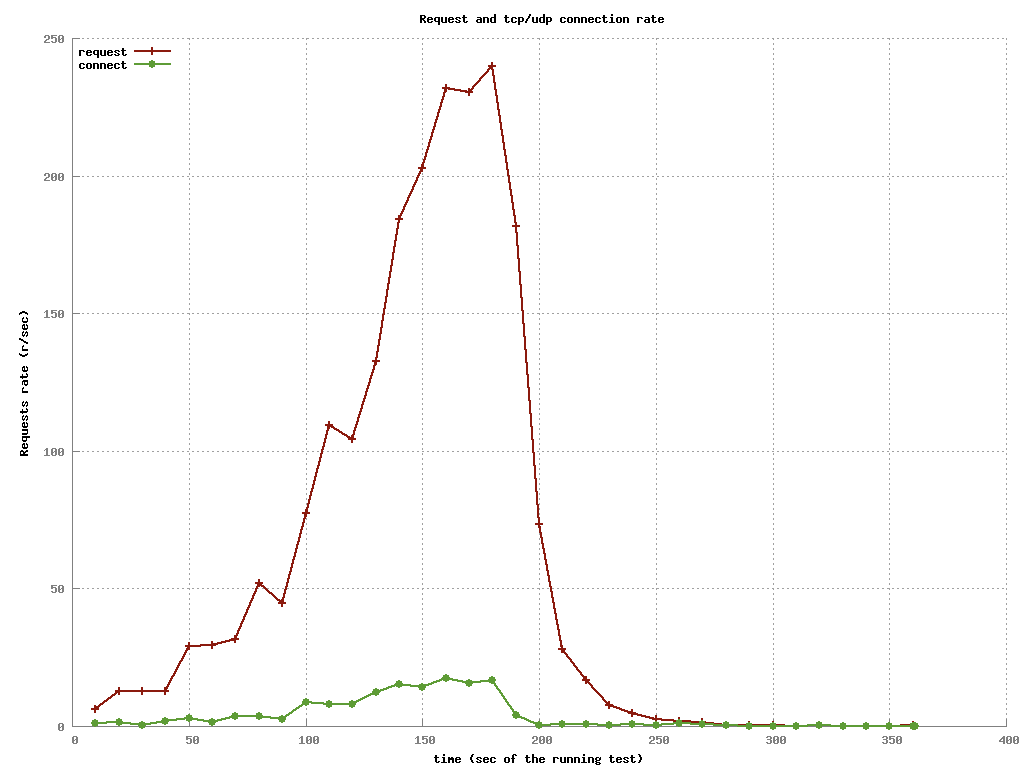 Request and tcp/udp connection rate
250
200
150
100
50
0
request
connect
Requests rate (r/sec)
0 50 100 150 200 250 300 350 400
time (sec of the running test)